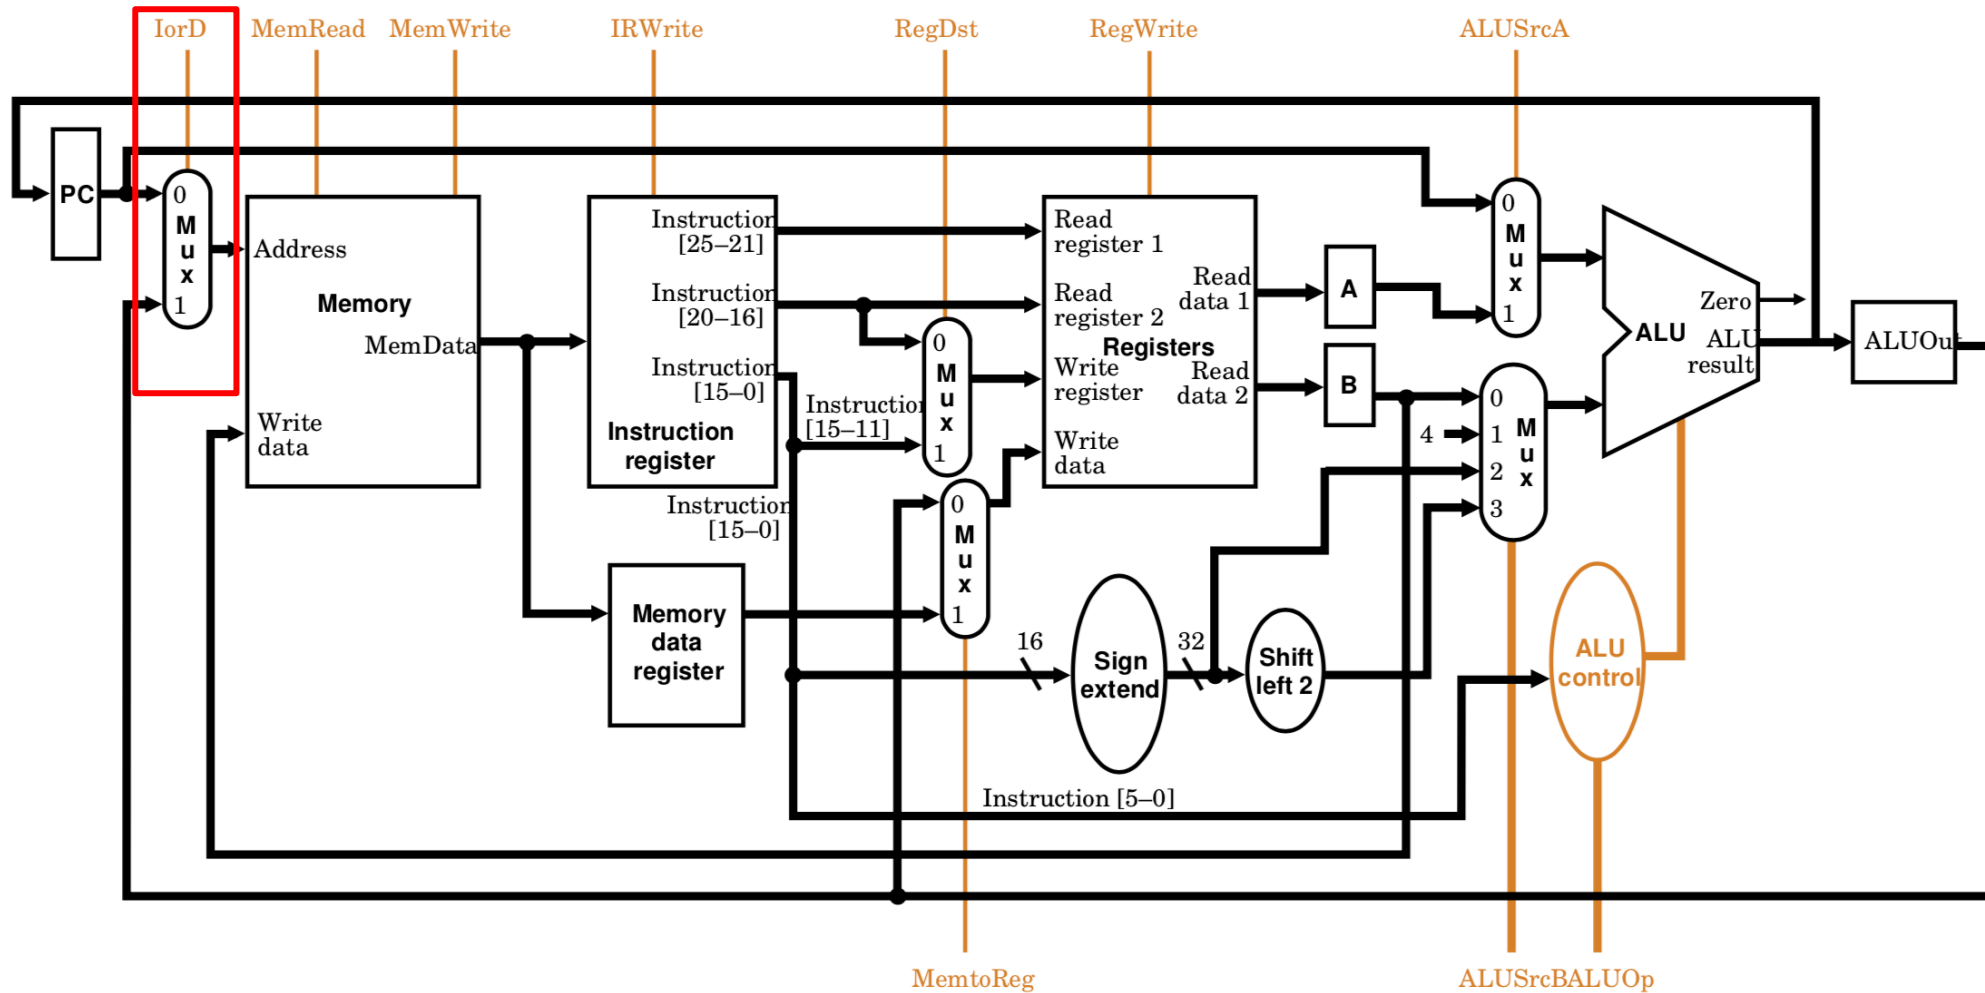 IorD
MemRead
MemWrite
IRWrite
RegDst
RegWrite
ALUSrcA
PC
0
M
u
x
1
Address
Memory
MemData
Write
data
Instruction
[25–21]
Instruction
[20–16]
Instruction
[15–0]
Instruction
register
Instruction
[15–0]
Instruction
[15–11]
0
M
u
x
1
0
M
u
x
1
Memory
data
register
Read
register 1
Read
register 2
Registers
Write
register
Write
data
Read
data 1
Read
data 2
A
B
0
M
u
x
1
4
0
1
2
3
M
u
x
Zero
ALU
ALU
result
ALUOut
16
Sign
extend
32
Shift
left 2
ALU
control
Instruction [5–0]
MemtoReg
ALUSrcB
ALUOp